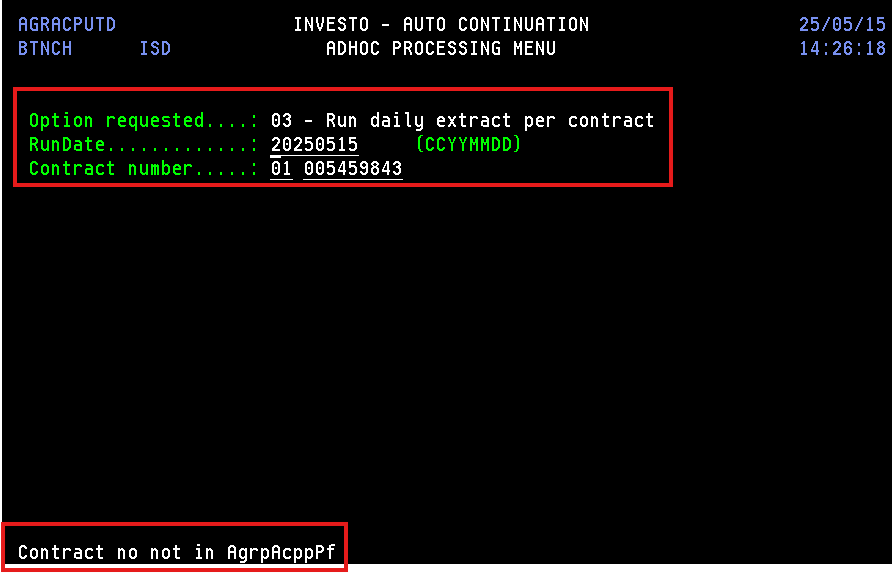 AGRACPUTD INVESTO - AUTO CONTINUATION 25/05/15
BTNCH ISD ADHOC PROCESSING MENU 14:26:18
Option requested....: 03 - Run daily extract per contract
RunDate.............: 20250515 (CCYYMMDD)
Contract number.....: 01 005459843
Contract no not in AgrpAcppPf